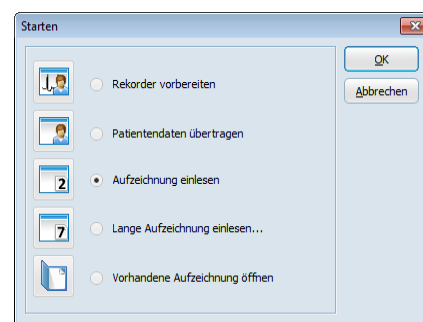 Starten
OK
Abbrechen
Rekorder vorbereiten
Patientendaten übertragen
2 Aufzeichnung einlesen
7 Lange Aufzeichnung einlesen...
Vorhandene Aufzeichnung öffnen